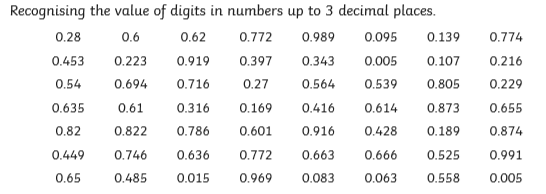 Recognising the value of digits in numbers up to 3 decimal places.
0.28 0.6 0.62 0.772 0.989 0.095 0.139 0.774
0.453 0.223 0.919 0.397 0.343 0.005 0.107 0.216
0.54 0.694 0.716 0.27 0.564 0.539 0.805 0.229
0.635 0.61 0.316 0.169 0.416 0.614 0.873 0.655
0.82 0.822 0.786 0.601 0.916 0.428 0.189 0.874
0.449 0.746 0.636 0.772 0.663 0.666 0.525 0.991
0.65 0.485 0.015 0.969 0.083 0.063 0.558 0.005